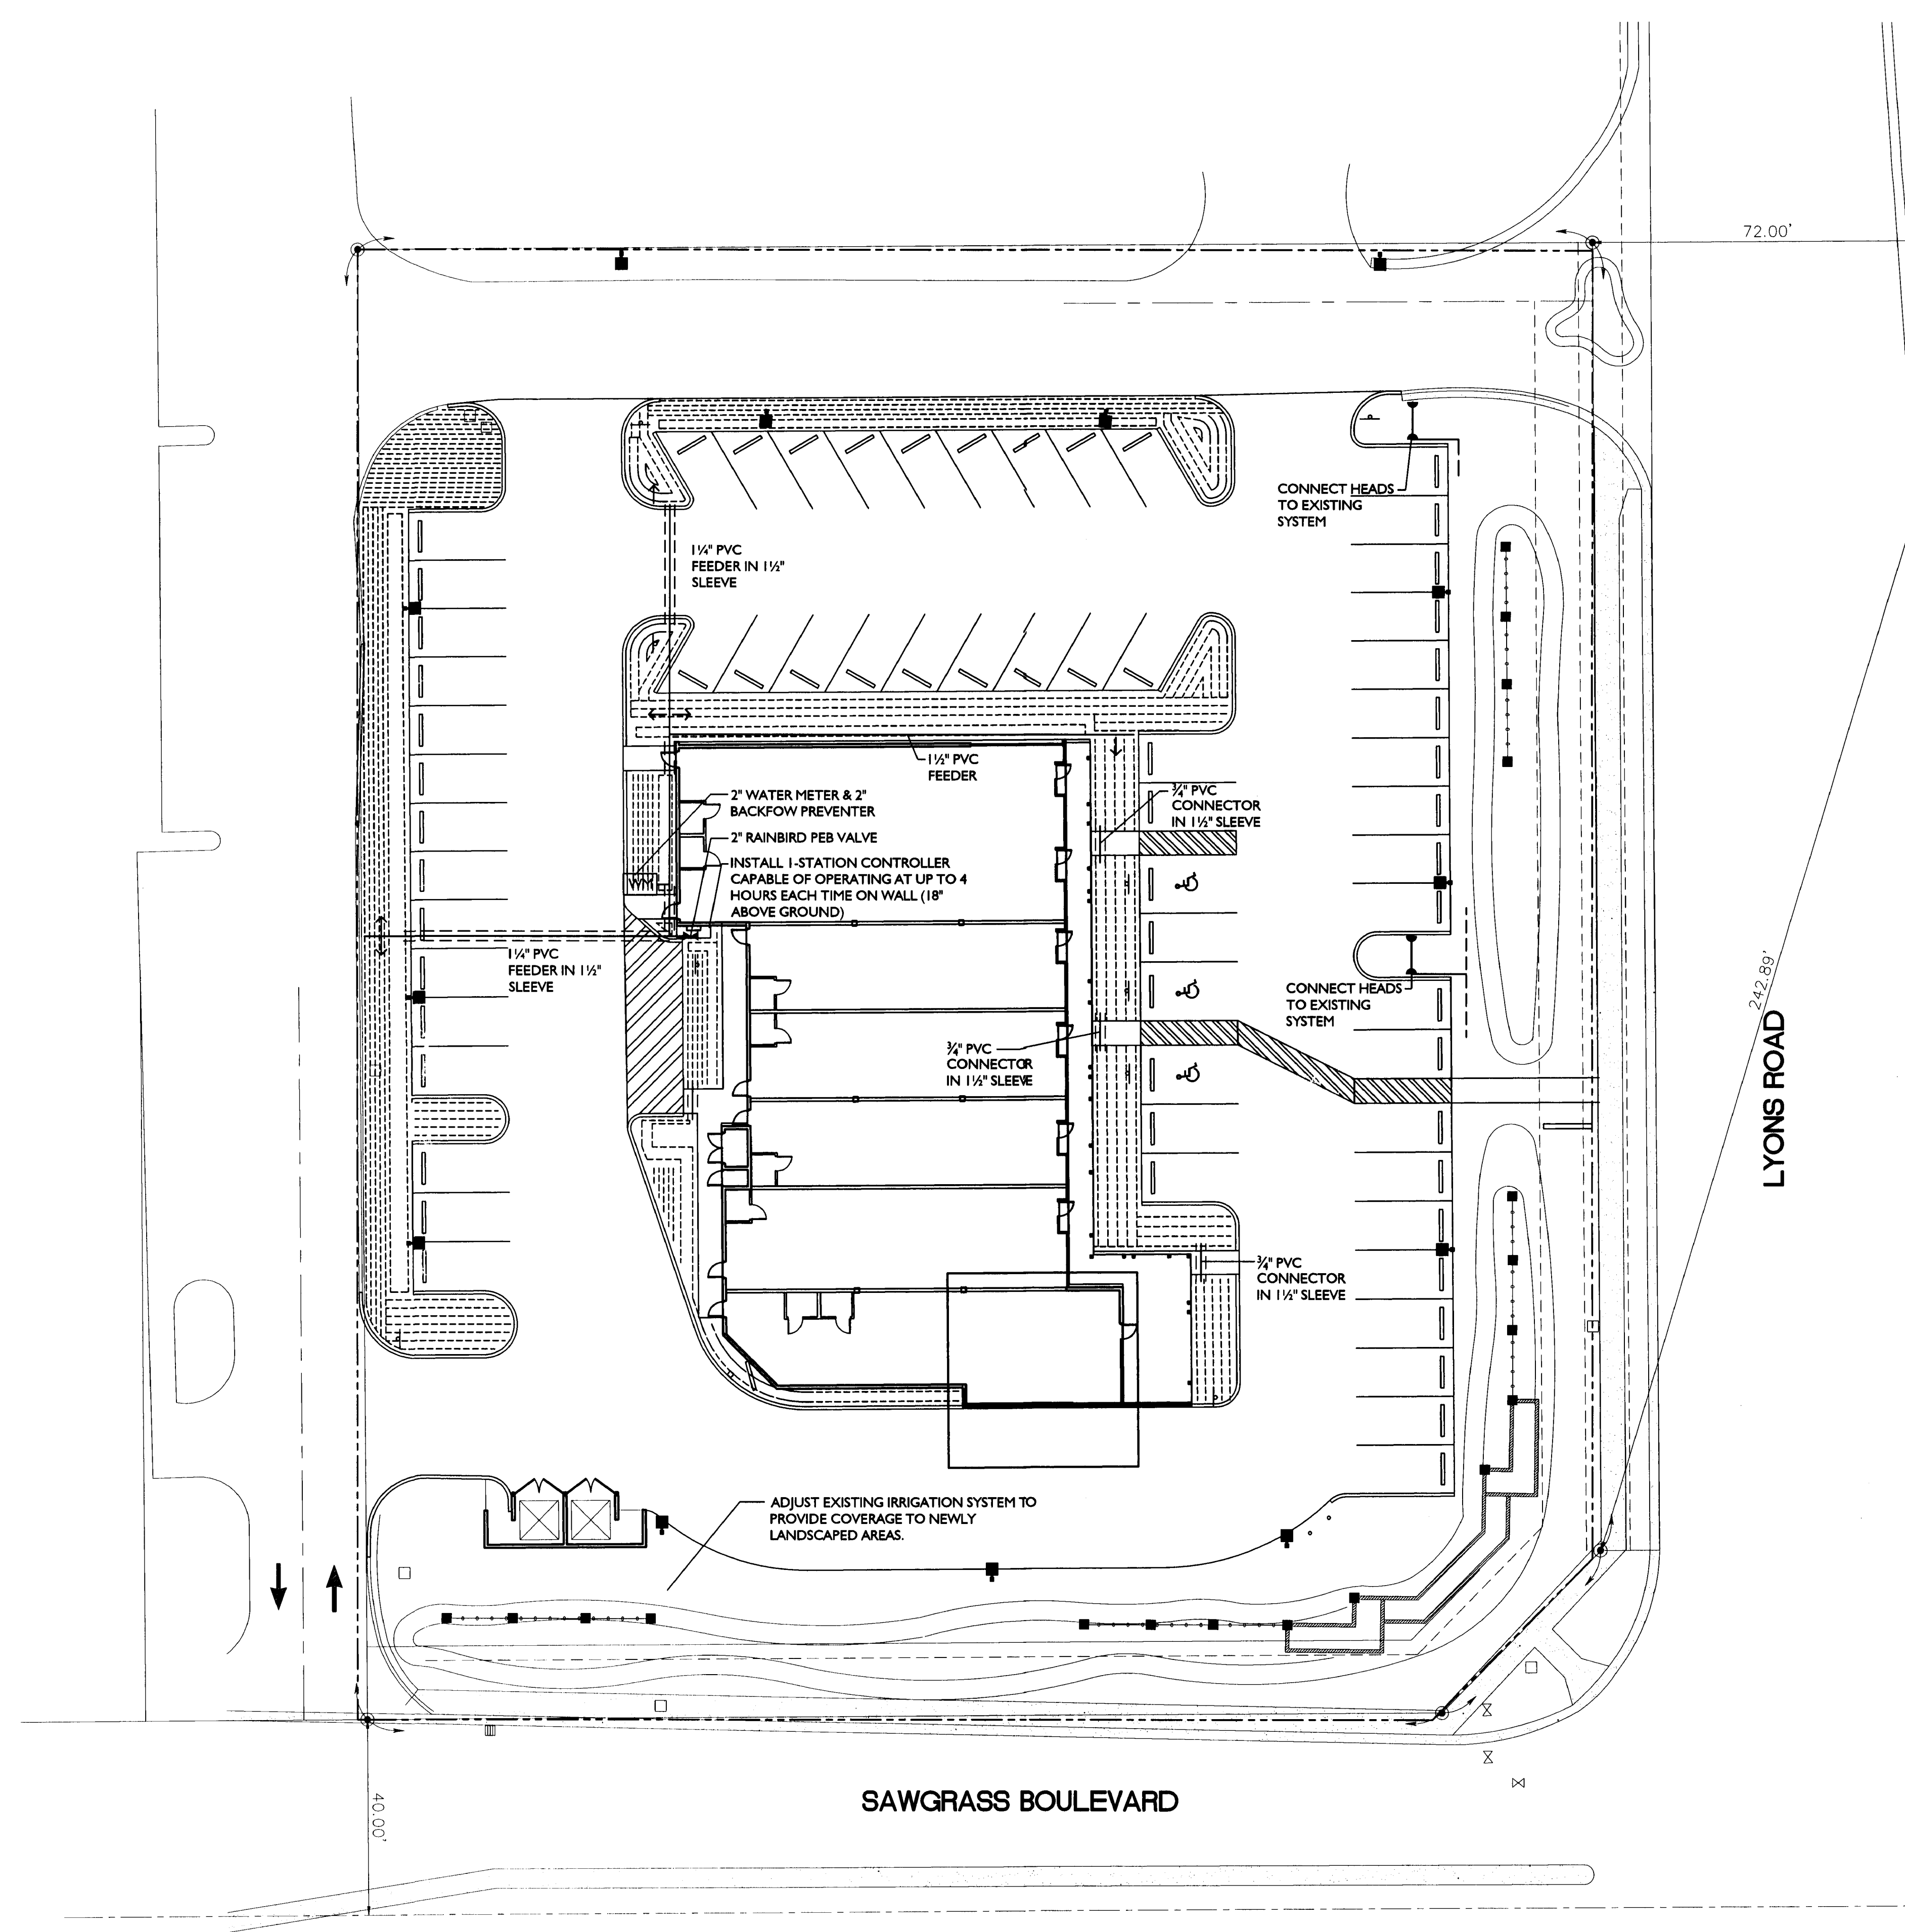 72.00'
CONNECT HEADS
TO EXISTING
SYSTEM
1¼" PVC
FEEDER IN 1½"
SLEEVE
1½" PVC
FEEDER
2" WATER METER & 2"
BACKFOW PREVENTER
¾" PVC
CONNECTOR
IN 1½" SLEEVE
2" RAINBIRD PEB VALVE
INSTALL 1-STATION CONTROLLER
CAPABLE OF OPERATING AT UP TO 4
HOURS EACH TIME ON WALL (18"
ABOVE GROUND)
1¼" PVC
FEEDER IN 1½"
SLEEVE
CONNECT HEADS
TO EXISTING
SYSTEM
242.89'
LYONS ROAD
¾" PVC
CONNECTOR
IN 1½" SLEEVE
¾" PVC
CONNECTOR
IN 1½" SLEEVE
ADJUST EXISTING IRRIGATION SYSTEM TO
PROVIDE COVERAGE TO NEWLY
LANDSCAPED AREAS.
SAWGRASS BOULEVARD
40.00'